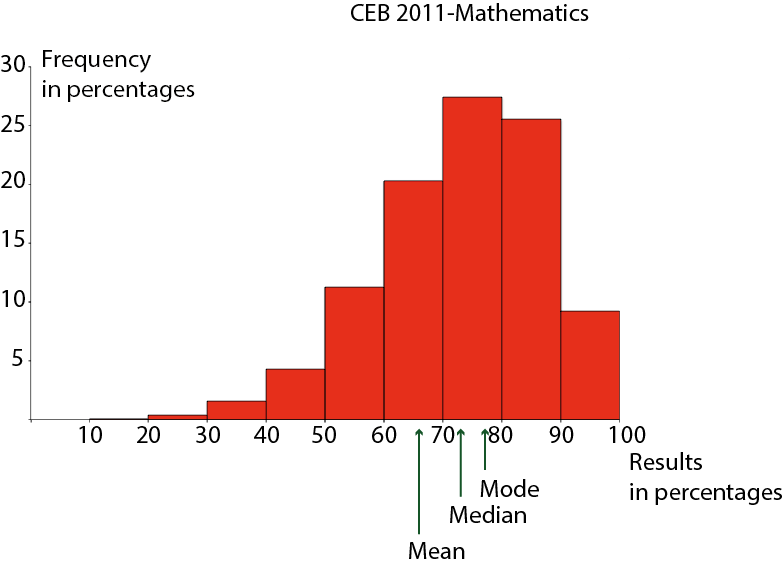 CEB 2011-Mathematics
Frequency
in percentages
30
25
20
15
10
5
10 20 30 40 50 60 70 80 90 100
Results
in percentages
Mode
Median
Mean